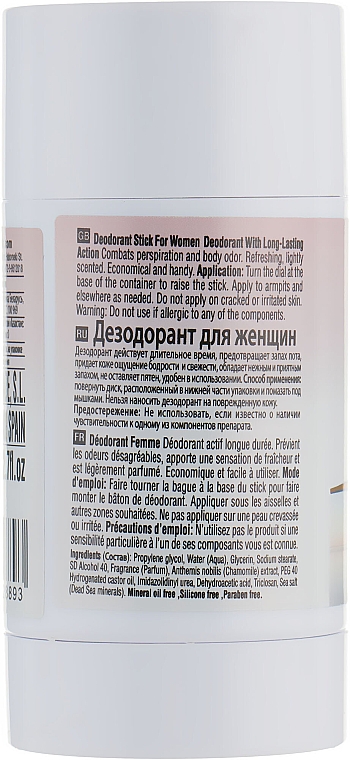 GB Deodorant Stick For Women Deodorant With Long-Lasting
Action Combats perspiration and body odor. Refreshing, lightly
scented. Economical and handy. Application: Turn the dial at the
base of the container to raise the stick. Apply to armpits and
elsewhere as needed. Do not apply on cracked or irritated skin.
Warning: Do not use if allergic to any of the components.
RU Дезодорант для женщин
Дезодорант действует длительное время, предотвращает запах пота,
придает коже ощущение бодрости и свежести, обладает нежным и приятным
запахом, не оставляет пятен, удобен в использовании. Способ применения:
повернуть диск, расположенный в нижней части упаковки и показать под
мышками. Нельзя наносить дезодорант на поврежденную кожу.
Предостережение: Не использовать, если известно о наличии
чувствительности к одному из компонентов препарата.
FR Déodorant Femme Déodorant actif longue durée. Prévient
les odeurs désagréables, apporte une sensation de fraîcheur et
est légèrement parfumé. Economique et facile à utiliser. Mode
d'emploi: Faire tourner la bague à la base du stick pour faire
monter le bâton de déodorant. Appliquer sous les aisselles et
autres zones souhaitées. Ne pas appliquer sur une peau crevassée
ou irritée. Précautions d'emploi: N'utilisez pas le produit si une
sensibilité particulière à l'un de ses composants vous est connue.
Ingredients (Состав): Propylene glycol, Water (Aqua), Glycerin, Sodium stearate,
SD Alcohol 40, Fragrance (Parfum), Anthemis nobilis (Chamomile) extract, PEG 40
Hydrogenated castor oil, Imidazolidinyl urea, Dehydroacetic acid, Triclosan, Sea salt
(Dead Sea minerals). Mineral oil free , Silicone free , Paraben free.
E, S.L.
SPAIN
FL.OZ
893